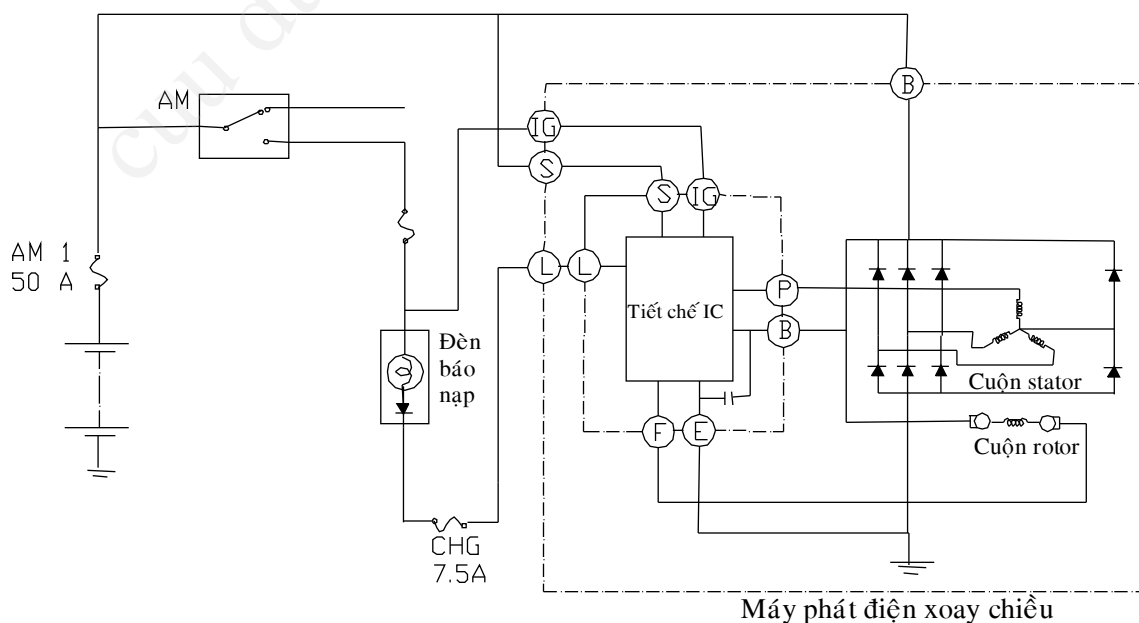 cuu d
B
AM
IG
S
S
IG
AM 1
50 A
L
L
Tiết chế IC
P
B
Đèn
báo
nạp
Cuộn stator
F
E
Cuộn rotor
CHG
7.5A
Máy phát điện xoay chiều